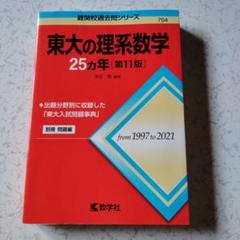 難関校過去問シリーズ
704
東大の理系数学
25カ年[第11版]
●出題分野別に収録した
「東大入試問題事典」
別冊 問題編
from 1997 to 2021
教学社